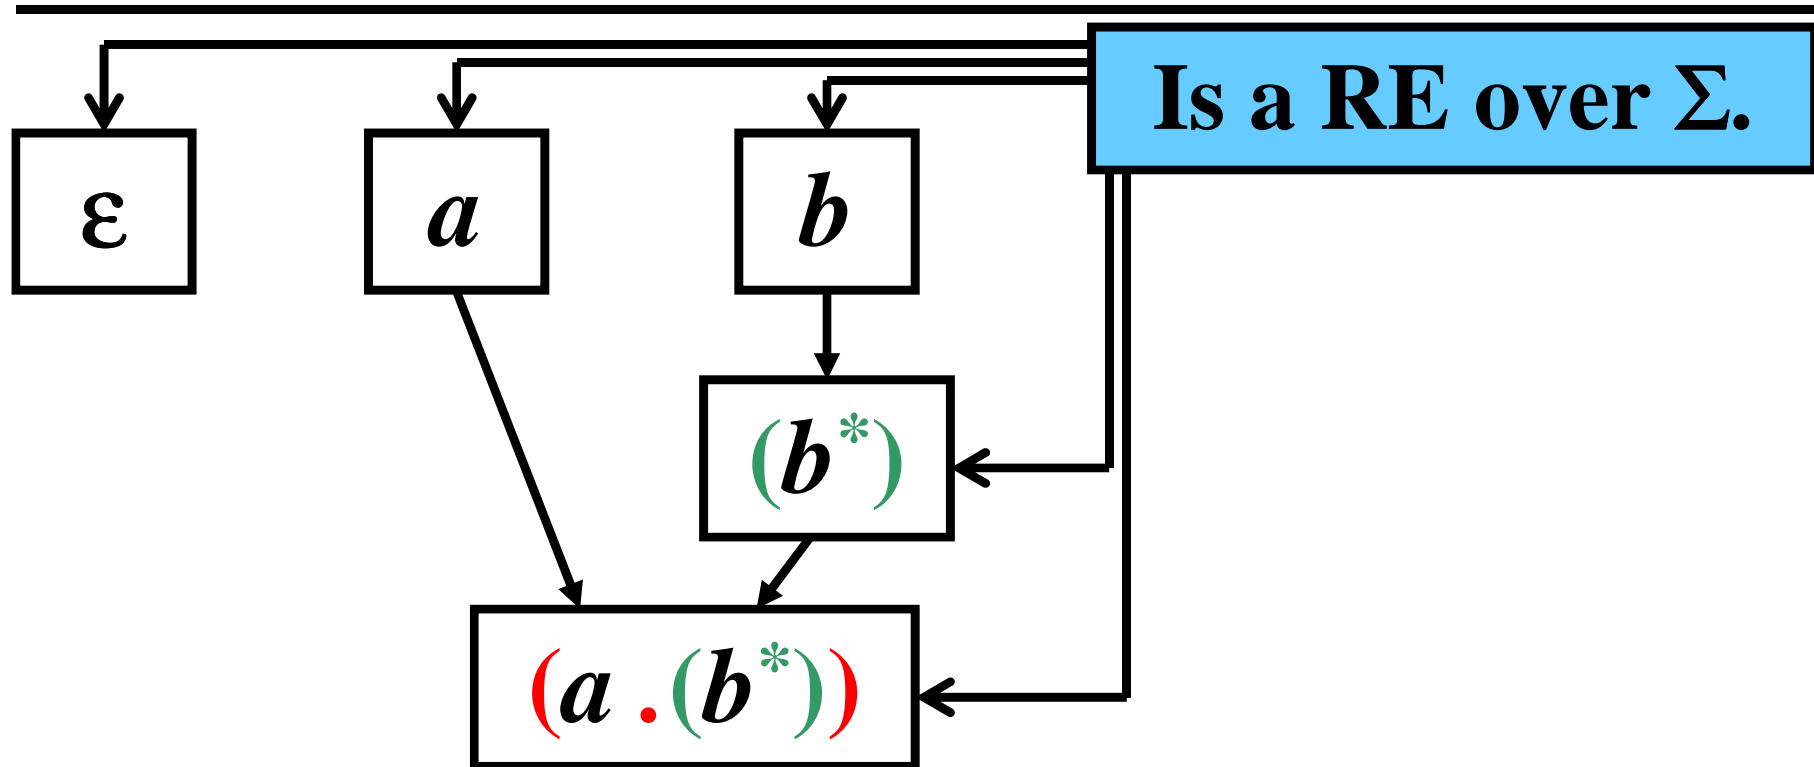 Is a RE over Σ.
ε a b
(b*)
(a . (b*))